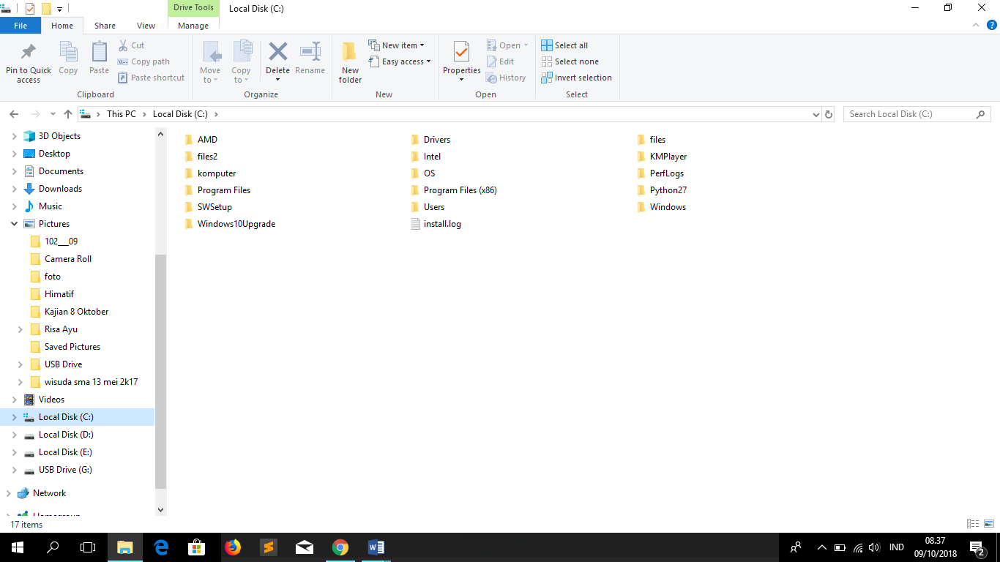 Drive Tools
Local Disk (C:)
File
Home
Share
View
Manage
Pin to Quick access
Copy
Paste
Cut
Copy path
Paste shortcut
Clipboard
Move to
Copy to
Delete
Rename
Organize
New folder
New item
Easy access
New
Properties
Open
Edit
History
Open
Select all
Select none
Invert selection
Select
This PC
Local Disk (C:)
Search Local Disk (C:)
3D Objects
Desktop
Documents
Downloads
Music
Pictures
102___09
Camera Roll
foto
Himatif
Kajian 8 Oktober
Risa Ayu
Saved Pictures
USB Drive
wisuda sma 13 mei 2k17
Videos
Local Disk (C:)
Local Disk (D:)
Local Disk (E:)
USB Drive (G:)
Network
Homegroup
AMD
Drivers
files
files2
Intel
KMPlayer
komputer
OS
PerfLogs
Program Files
Program Files (x86)
Python27
SWSetup
Users
Windows
Windows10Upgrade
install.log
17 items
IND
08.37
09/10/2018
2